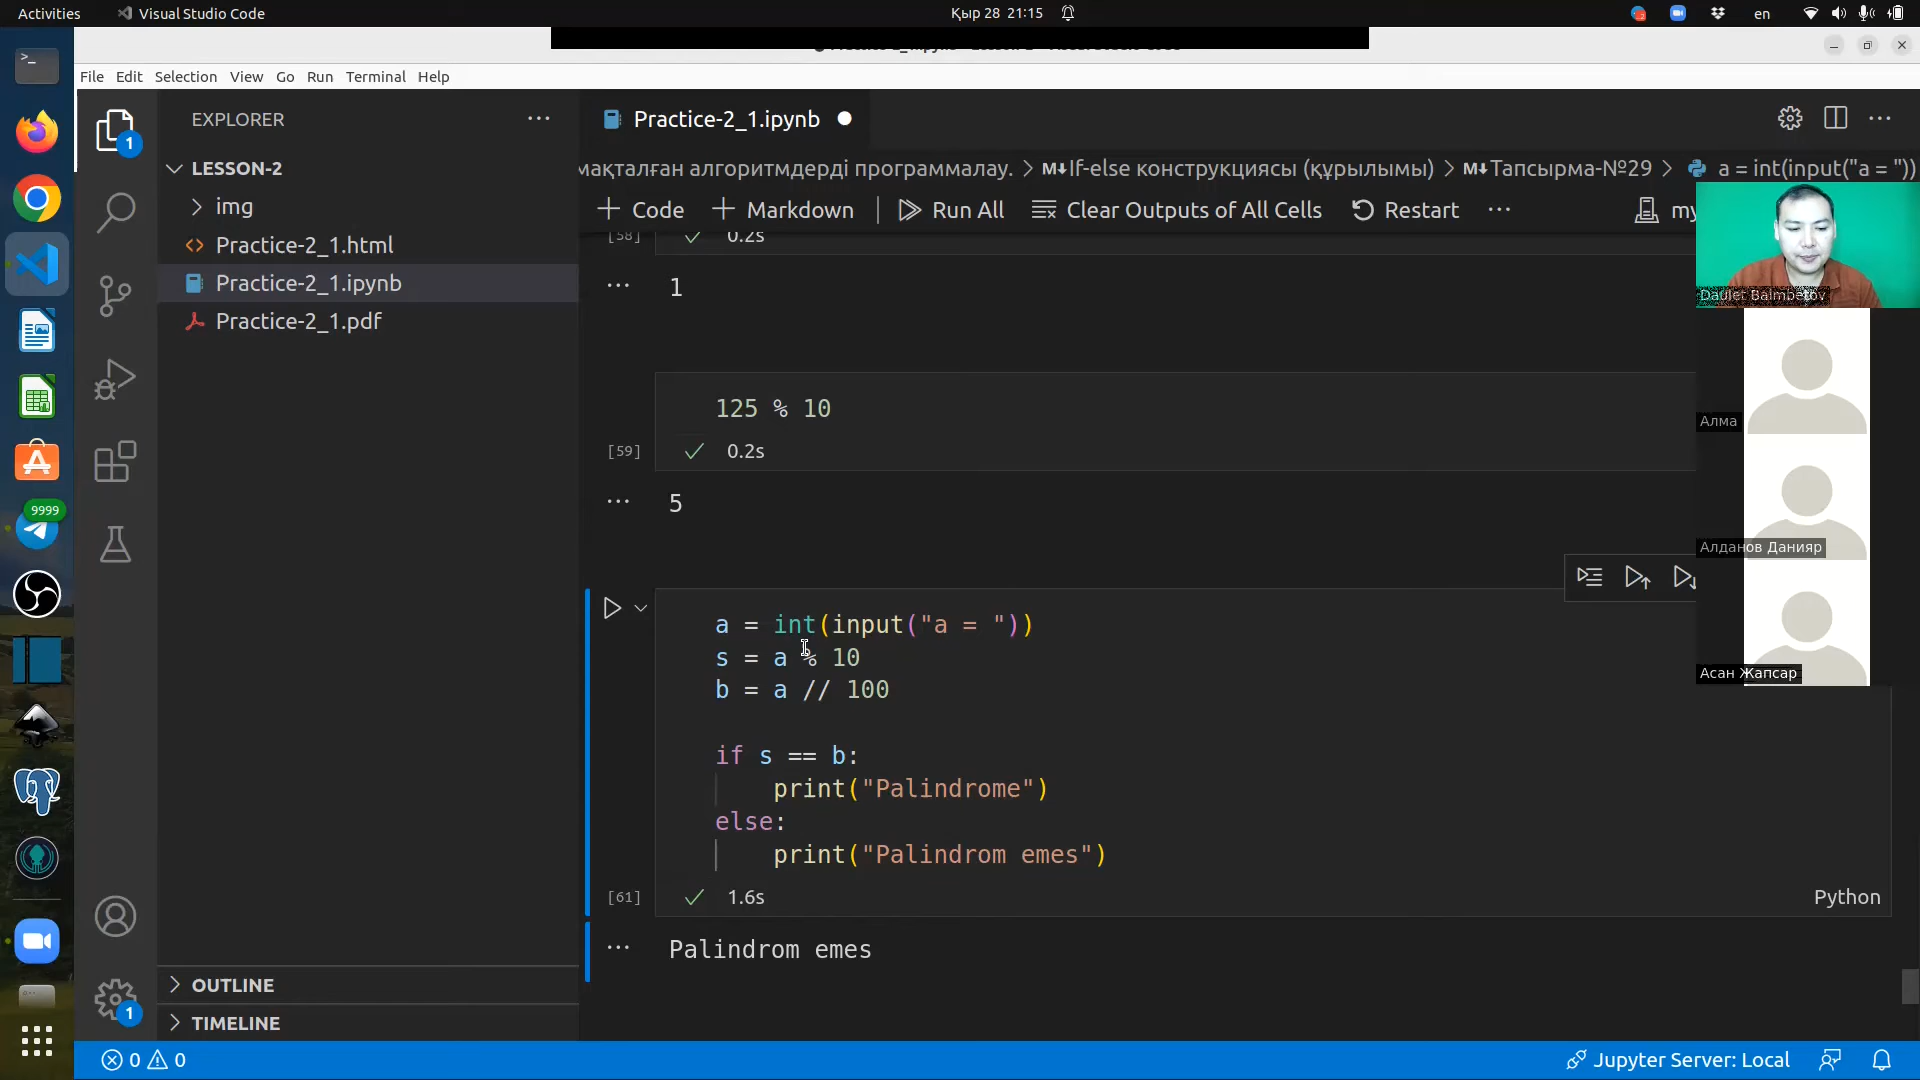 Activities
Visual Studio Code
Қыр 28 21:15
en
File Edit Selection View Go Run Terminal Help
EXPLORER
Practice-2_1.ipynb
LESSON-2
мақталған алгоритмдерді программалау. > If-else конструкциясы (құрылымы) > Тапсырма-№29 > a = int(input("a = "))
img
+ Code + Markdown Run All Clear Outputs of All Cells Restart ... my
Practice-2_1.html
[58] 0.2s
Practice-2_1.ipynb
1
Daulet Baimbetov
Practice-2_1.pdf
125 % 10
Алма
[59] 0.2s
5
9999
Алданов Данияр
a = int(input("a = "))
s = a % 10
Асан Жапсар
b = a // 100
if s == b:
print("Palindrome")
else:
print("Palindrom emes")
[61] 1.6s
Python
Palindrom emes
OUTLINE
1
TIMELINE
0 0
Jupyter Server: Local